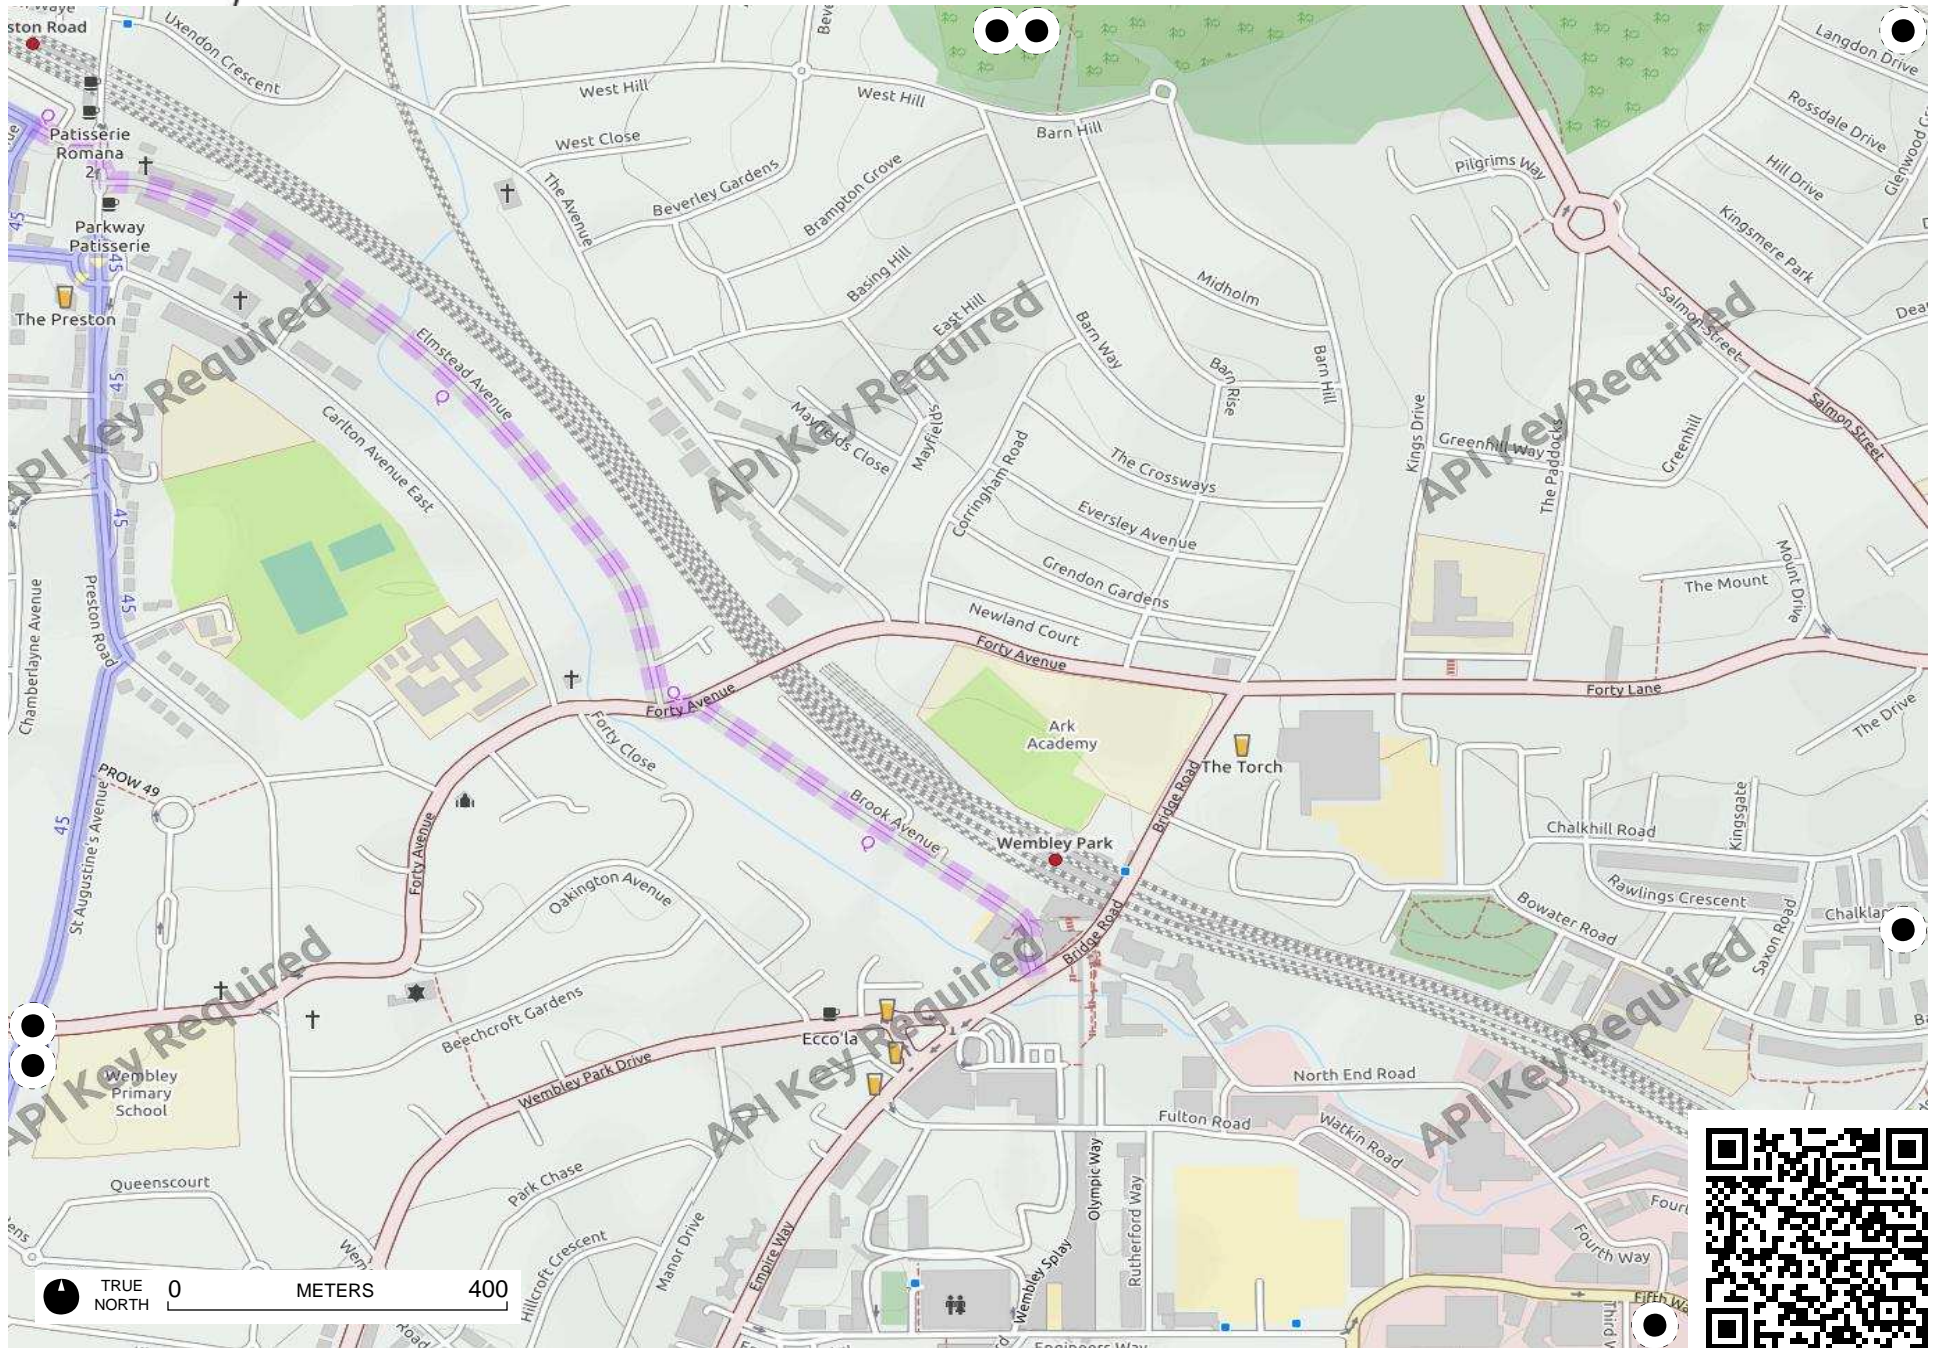 ston Road
Uxendon Crescent
West Hill
West Hill
Langdon Drive
Rossdale Drive
Hill Drive
Barn Hill
West Close
Patisserie
Romana
Pilgrims Way
The Avenue
Beverley Gardens
Brampton Grove
Kingsmere Park
Parkway
Patisserie
45
45
Basing Hill
Midholm
The Preston
East Hill
Barn Way
Salmon Street
API Key Required
API Key Required
API Key Required
Elmstead Avenue
Barn Rise
Barn Hill
45
Carlton Avenue East
Mayfields Close
Mayfields
Kings Drive
Salmon Street
Greenhill Way
Greenhill
The Paddocks
Corringham Road
The Crossways
45
Eversley Avenue
Grendon Gardens
Newland Court
The Mount
Mount Drive
Chamberlayne Avenue
Preston Road
45
Forty Avenue
Forty Avenue
Forty Lane
The Drive
Forty Close
Ark
Academy
The Torch
Bridge Road
PROW 49
St Augustine's Avenue
45
Forty Avenue
Brook Avenue
Wembley Park
Chalkhill Road
Kingsgate
Oakington Avenue
Rawlings Crescent
Bowater Road
Saxon Road
Bridge Road
API Key Required
API Key Required
API Key Required
Beechcroft Gardens
Ecco'la
Wembley Park Drive
Wembley
Primary
School
North End Road
Fulton Road
Watkin Road
Olympic Way
Rutherford Way
Queenscourt
Park Chase
Hillcroft Crescent
Manor Drive
Empire Way
Wembley Splay
Fourth Way
TRUE
NORTH
0 METERS 400
Engineers Way